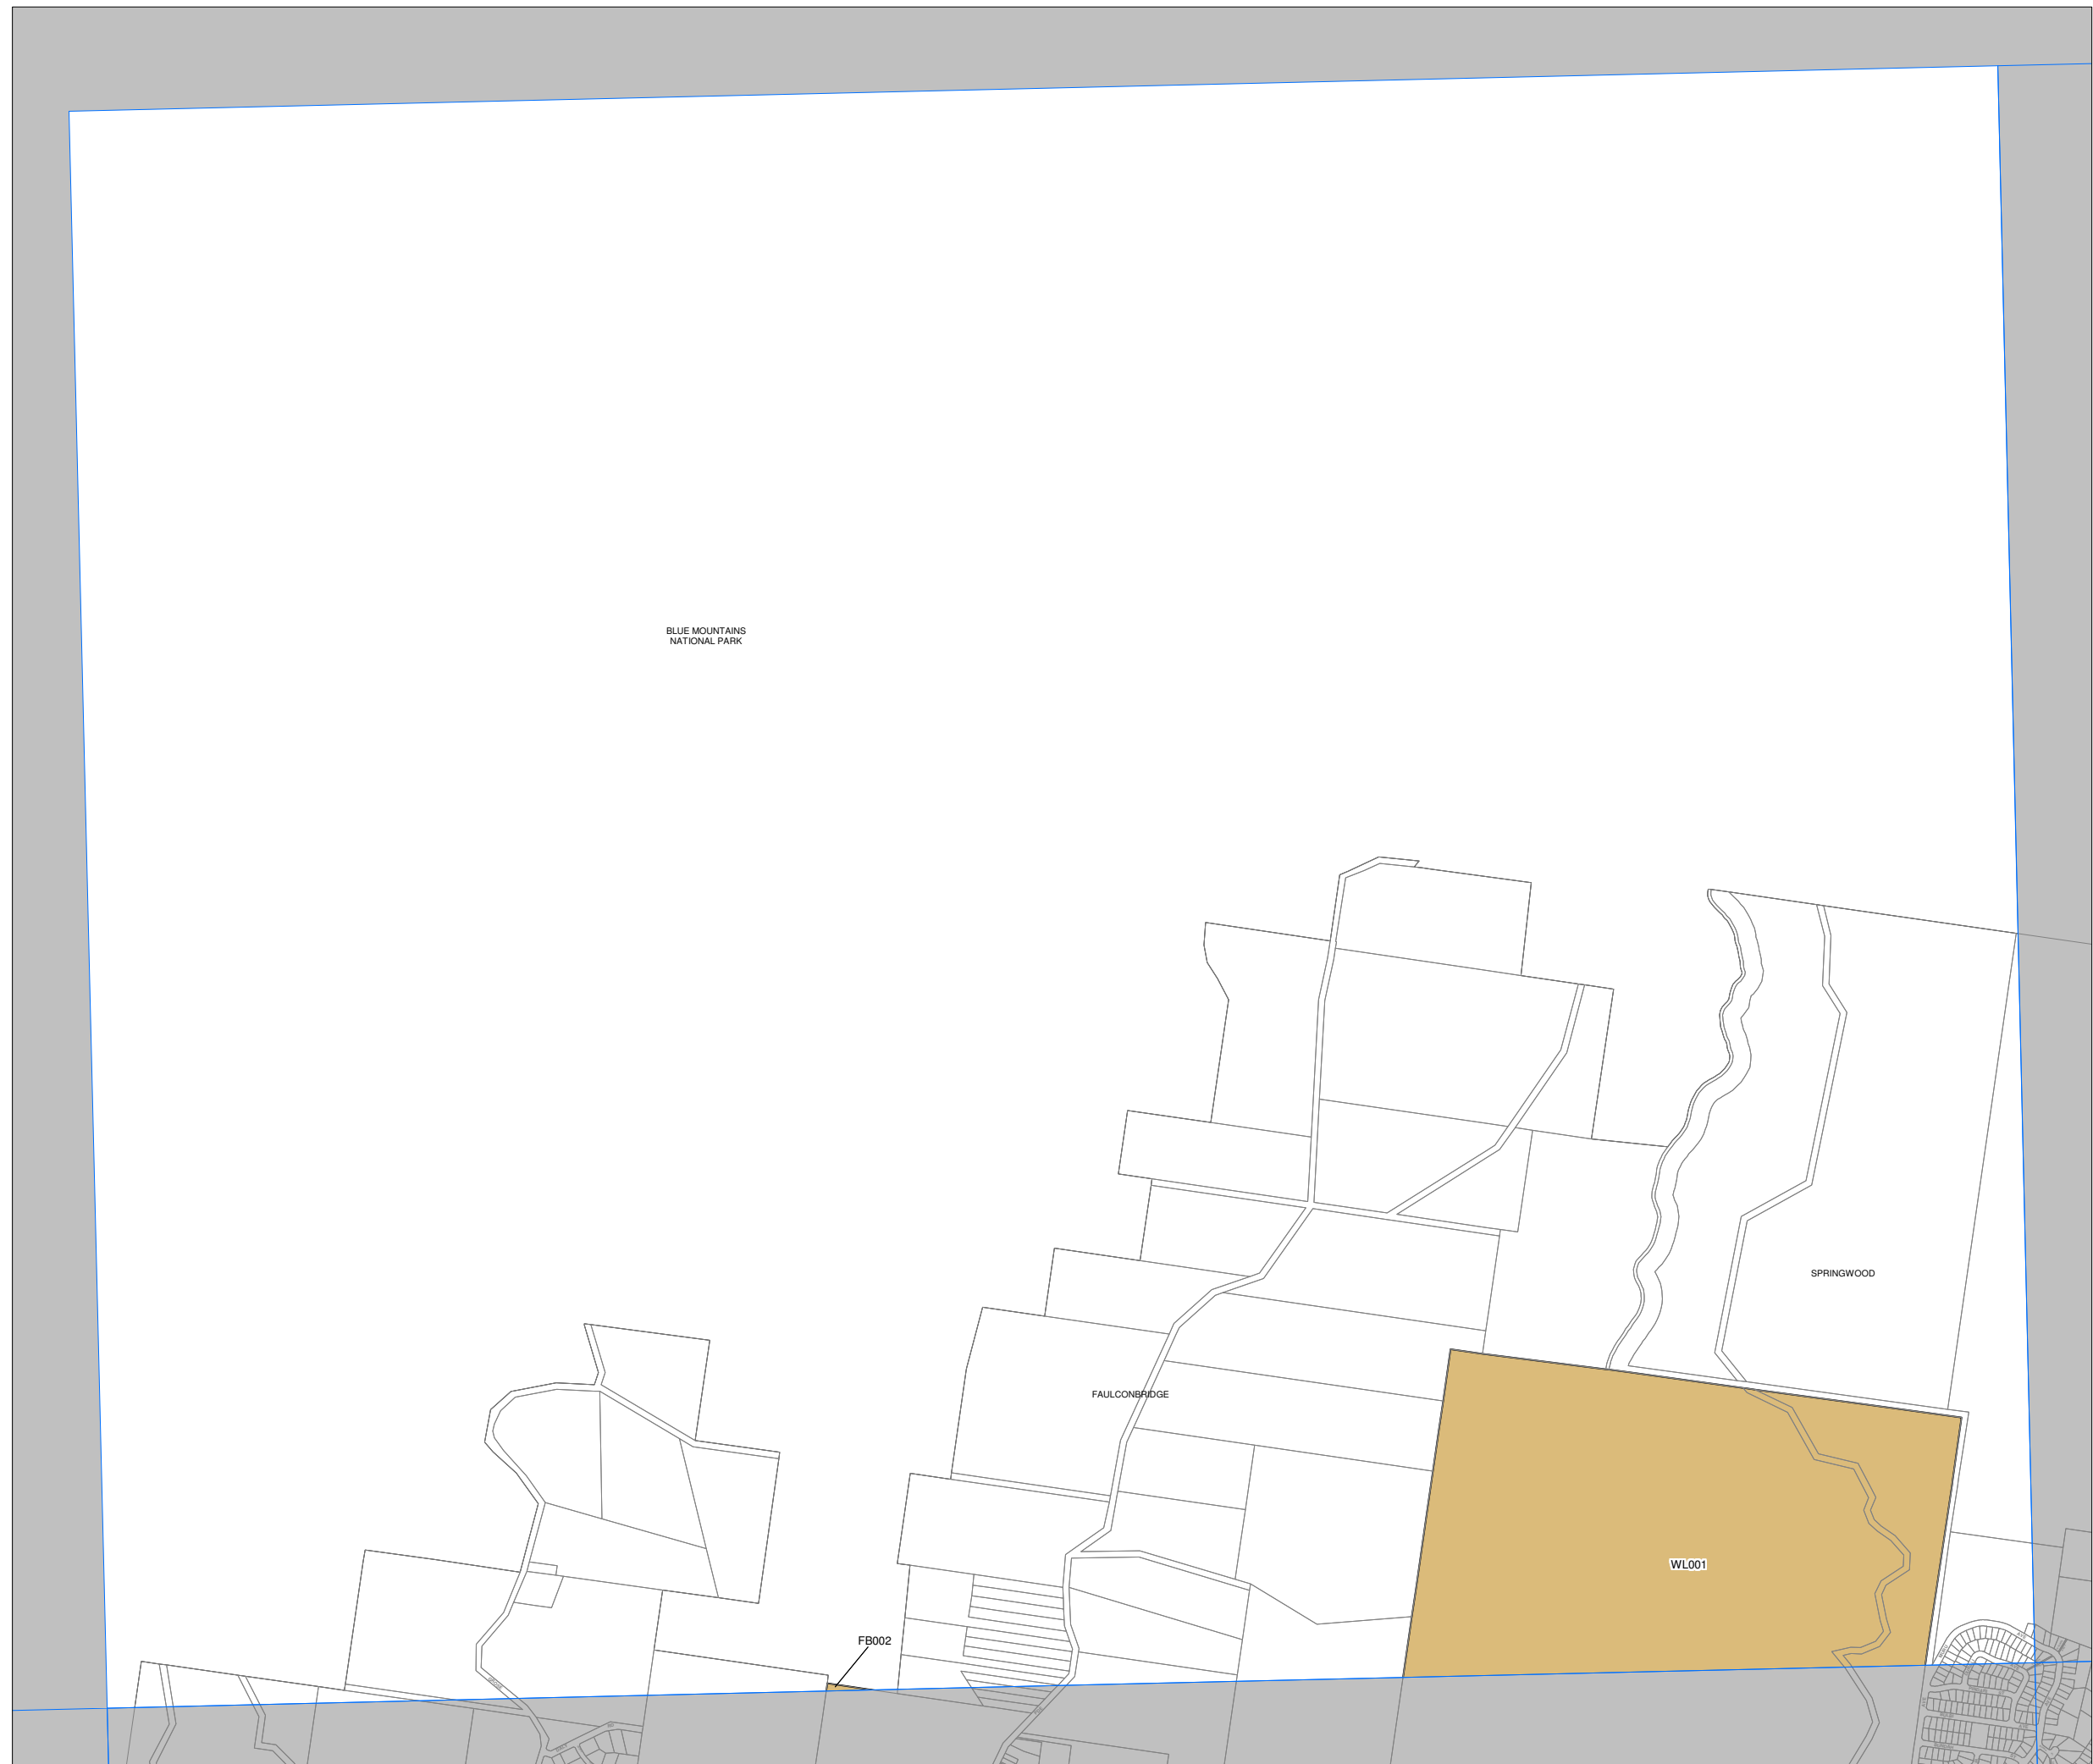 BLUE MOUNTAINS
NATIONAL PARK
SPRINGWOOD
FAULCONBRIDGE
WL001
FB002